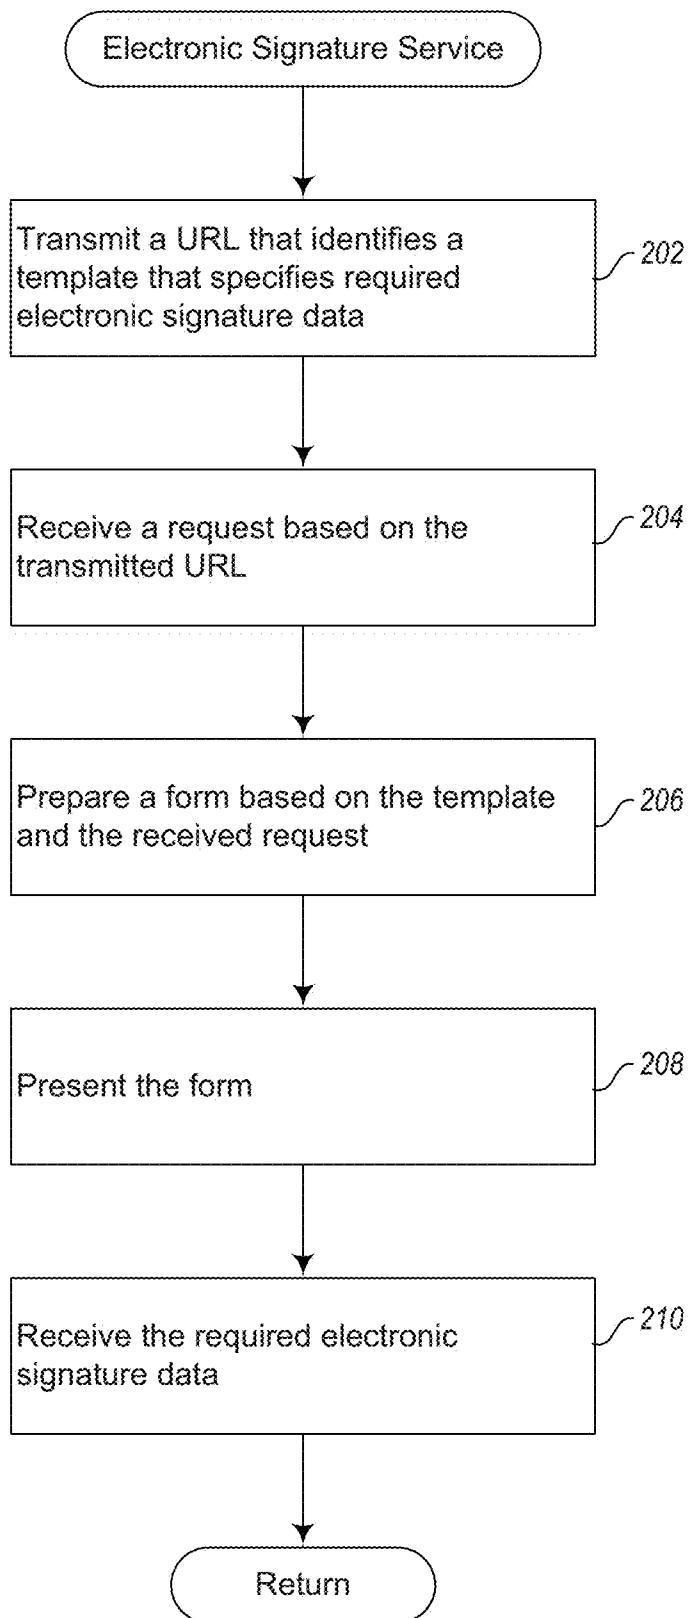 Electronic Signature Service
Transmit a URL that identifies a
template that specifies required
electronic signature data
202
Receive a request based on the
transmitted URL
204
Prepare a form based on the template
and the received request
206
Present the form
208
Receive the required electronic
signature data
210
Return